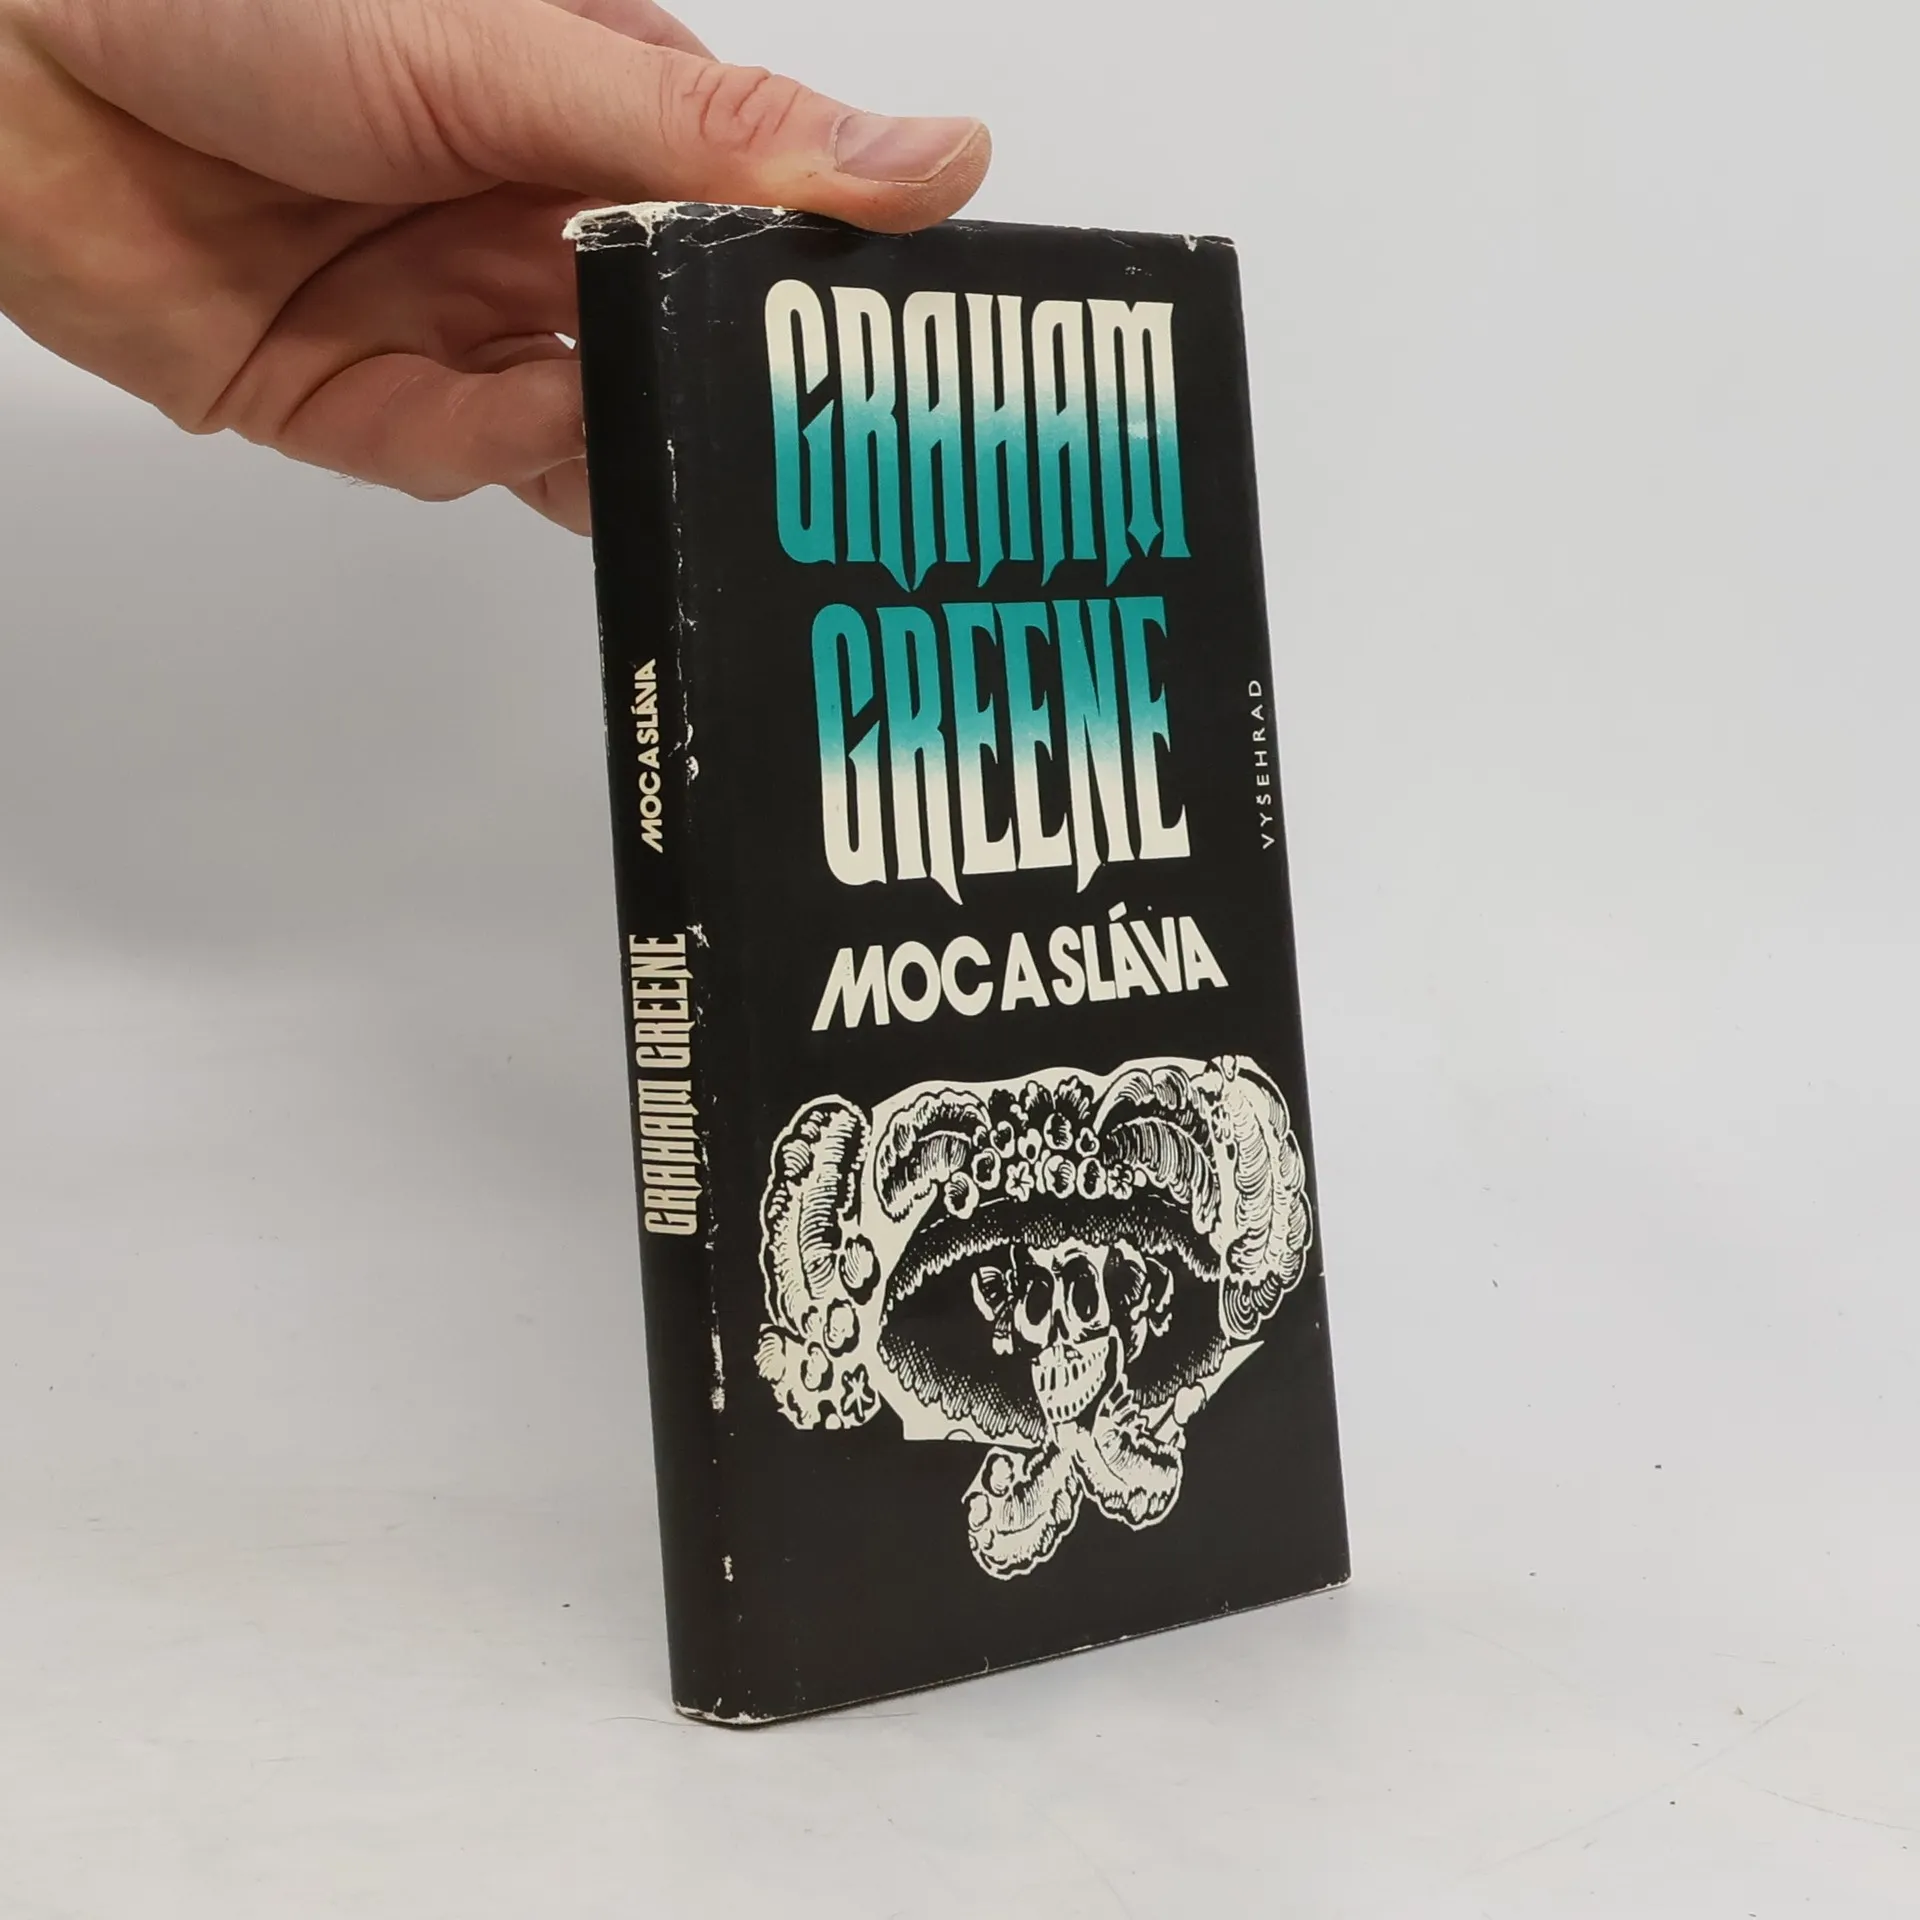 GRAHAM
GREENE
MOC A SLÁVA
VYŠEHRAD
GRAHAM GREENE MOC A SLÁVA